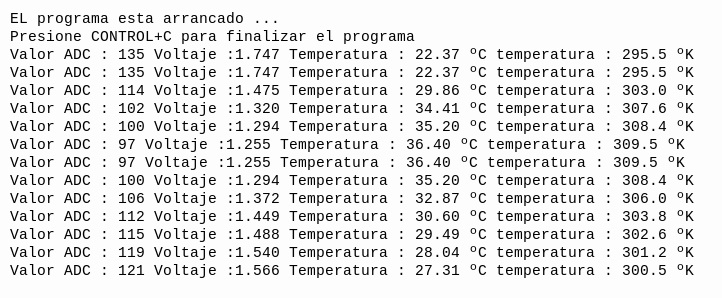 EL programa esta arrancado ...
Presione CONTROL+C para finalizar el programa
Valor ADC : 135 Voltaje :1.747 Temperatura : 22.37 ºC temperatura : 295.5 ºK
Valor ADC : 135 Voltaje :1.747 Temperatura : 22.37 ºC temperatura : 295.5 ºK
Valor ADC : 114 Voltaje :1.475 Temperatura : 29.86 ºC temperatura : 303.0 ºK
Valor ADC : 102 Voltaje :1.320 Temperatura : 34.41 ºC temperatura : 307.6 ºK
Valor ADC : 100 Voltaje :1.294 Temperatura : 35.20 ºC temperatura : 308.4 ºK
Valor ADC : 97 Voltaje :1.255 Temperatura : 36.40 ºC temperatura : 309.5 ºK
Valor ADC : 97 Voltaje :1.255 Temperatura : 36.40 ºC temperatura : 309.5 ºK
Valor ADC : 100 Voltaje :1.294 Temperatura : 35.20 ºC temperatura : 308.4 ºK
Valor ADC : 106 Voltaje :1.372 Temperatura : 32.87 ºC temperatura : 306.0 ºK
Valor ADC : 112 Voltaje :1.449 Temperatura : 30.60 ºC temperatura : 303.8 ºK
Valor ADC : 115 Voltaje :1.488 Temperatura : 29.49 ºC temperatura : 302.6 ºK
Valor ADC : 119 Voltaje :1.540 Temperatura : 28.04 ºC temperatura : 301.2 ºK
Valor ADC : 121 Voltaje :1.566 Temperatura : 27.31 ºC temperatura : 300.5 ºK